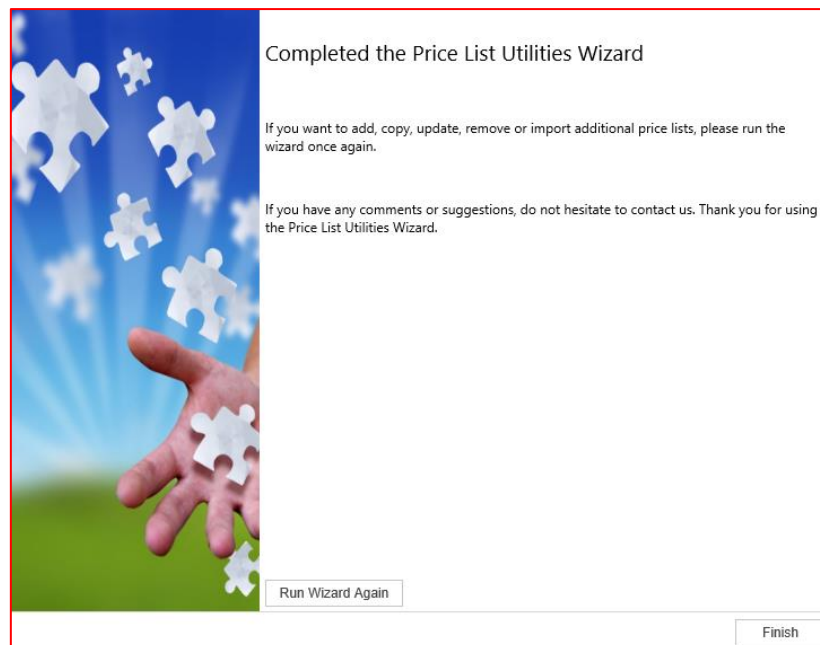 Completed the Price List Utilities Wizard
If you want to add, copy, update, remove or import additional price lists, please run the
wizard once again.
If you have any comments or suggestions, do not hesitate to contact us. Thank you for using
the Price List Utilities Wizard.
Run Wizard Again
Finish